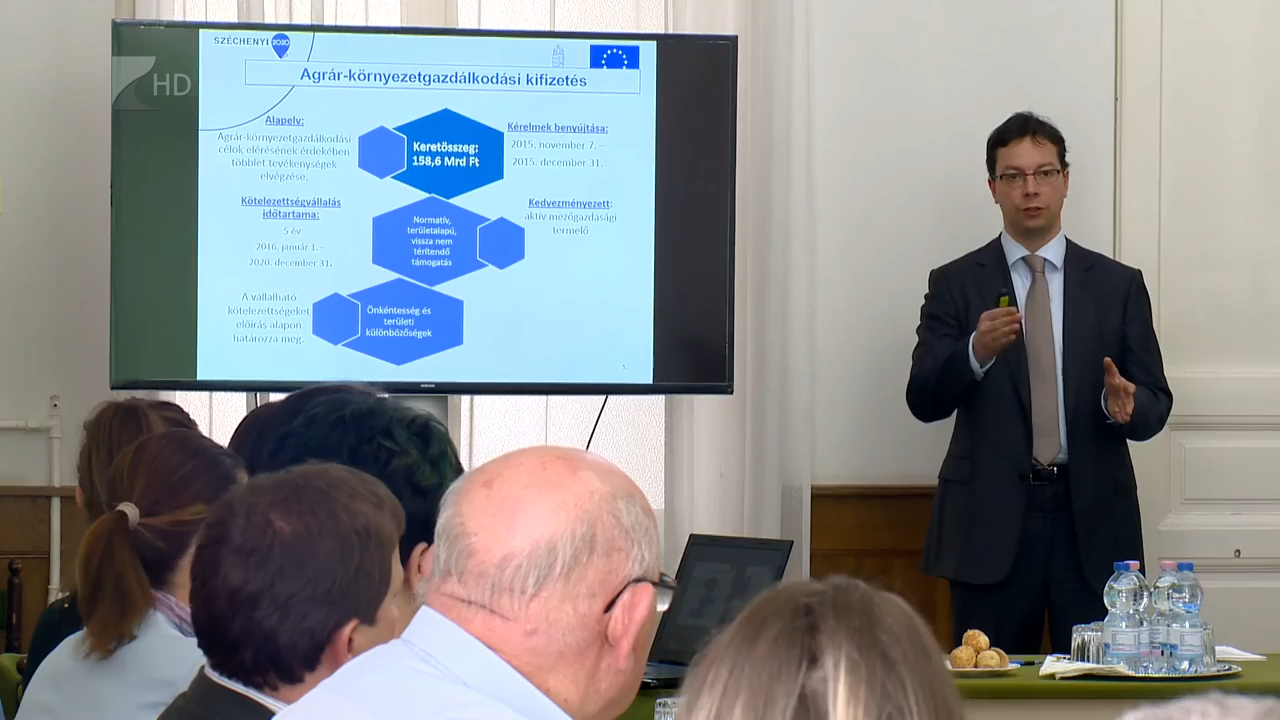 7 HD
SZÉCHENYI 2020
Agrár-környezetgazdálkodási kifizetés
Alapelv:
Agrár-környezetgazdálkodási
célok elérésének érdekében
többlet tevékenységek
elvégzése.
Keretösszeg:
158,6 Mrd Ft
Kérelmek benyújtása:
2015. november 7. –
2015. december 31.
Kötelezettségvállalás
időtartama:
5 év
2016. január 1. –
2020. december 31.
Normatív,
területalapú,
vissza nem
térítendő
támogatás
Kedvezményezett:
aktív mezőgazdasági
termelő
A vállalható
kötelezettségeket
előírás alapon
határozza meg.
Önkéntesség és
területi
különbözőségek
5
SAMSUNG